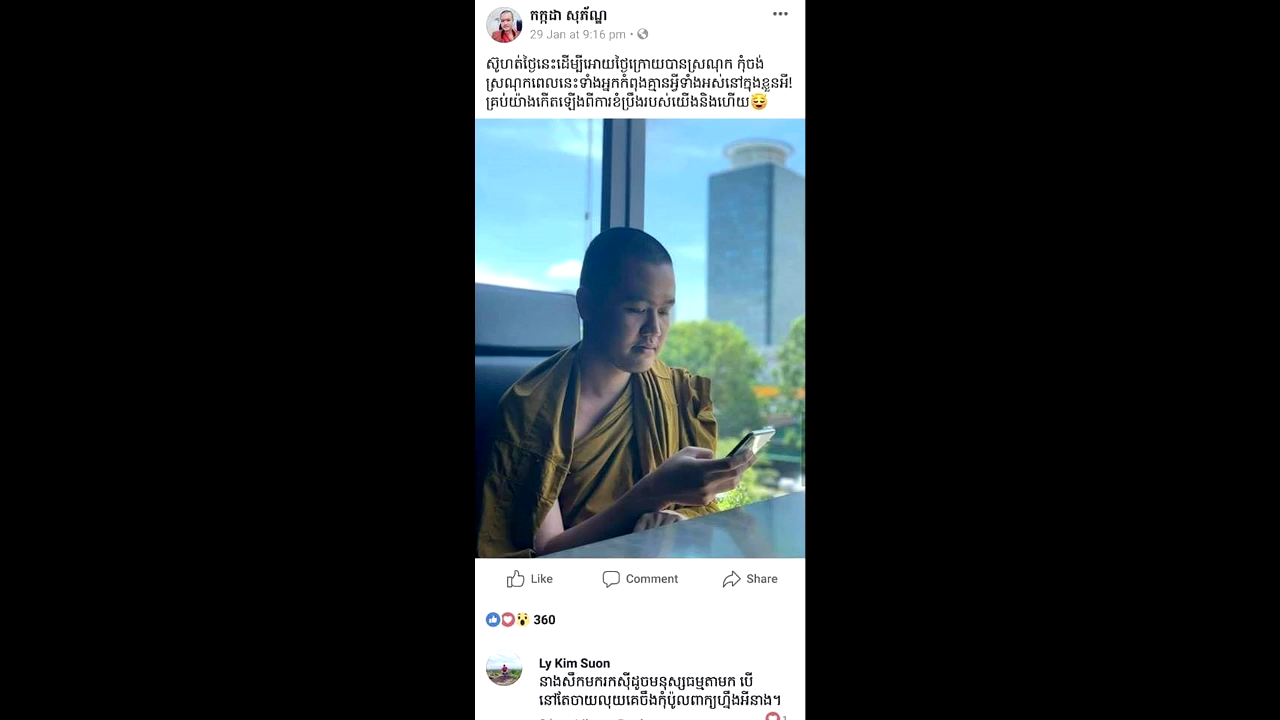 កក្កដា សុភ័ណ្ឌ
29 Jan at 9:16 pm
ស៊ូហត់ថ្ងៃនេះដើម្បីអោយថ្ងៃក្រោយបានស្រណុក កុំចង់
ស្រណុកពេលនេះទាំងអ្នកកំពុងគ្មានអ្វីទាំងអស់នៅក្នុងខ្លួនអី!
គ្រប់យ៉ាងកើតឡើងពីការខំប្រឹងរបស់យើងនិងហើយ😌
Like Comment Share
360
Ly Kim Suon
នាងសឹកមករកស៊ីដូចមនុស្សធម្មតាមក បើ
នៅតែចាយលុយគេចឹងកុំប៉ូលពាក្យហ្នឹងអីនាង។
1